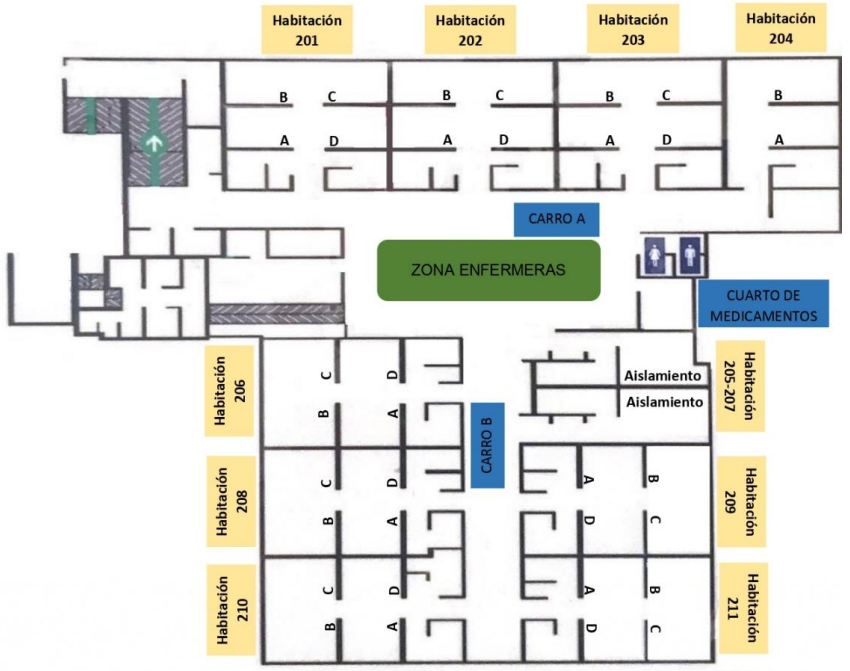 Habitación
201
Habitación
202
Habitación
203
Habitación
204
B
C
B
C
B
C
B
A
D
A
D
A
D
A
CARRO A
ZONA ENFERMERAS
CUARTO DE
MEDICAMENTOS
Habitación
206
C
D
B
A
CARRO B
Aislamiento
Aislamiento
Habitación
205-207
Habitación
208
C
D
B
A
A
B
D
C
Habitación
209
Habitación
210
C
D
B
A
A
B
D
C
Habitación
211